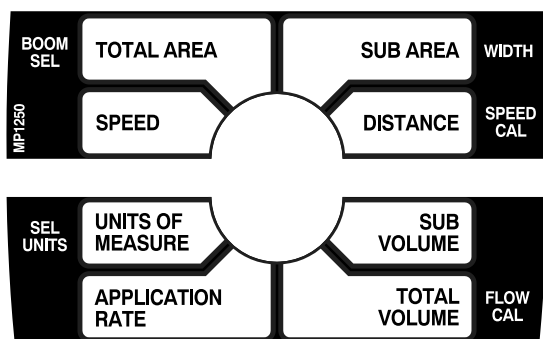 BOOM
SEL
TOTAL AREA
SUB AREA
WIDTH
MP1250
SPEED
DISTANCE
SPEED
CAL
SEL
UNITS
UNITS OF
MEASURE
SUB
VOLUME
APPLICATION
RATE
TOTAL
VOLUME
FLOW
CAL